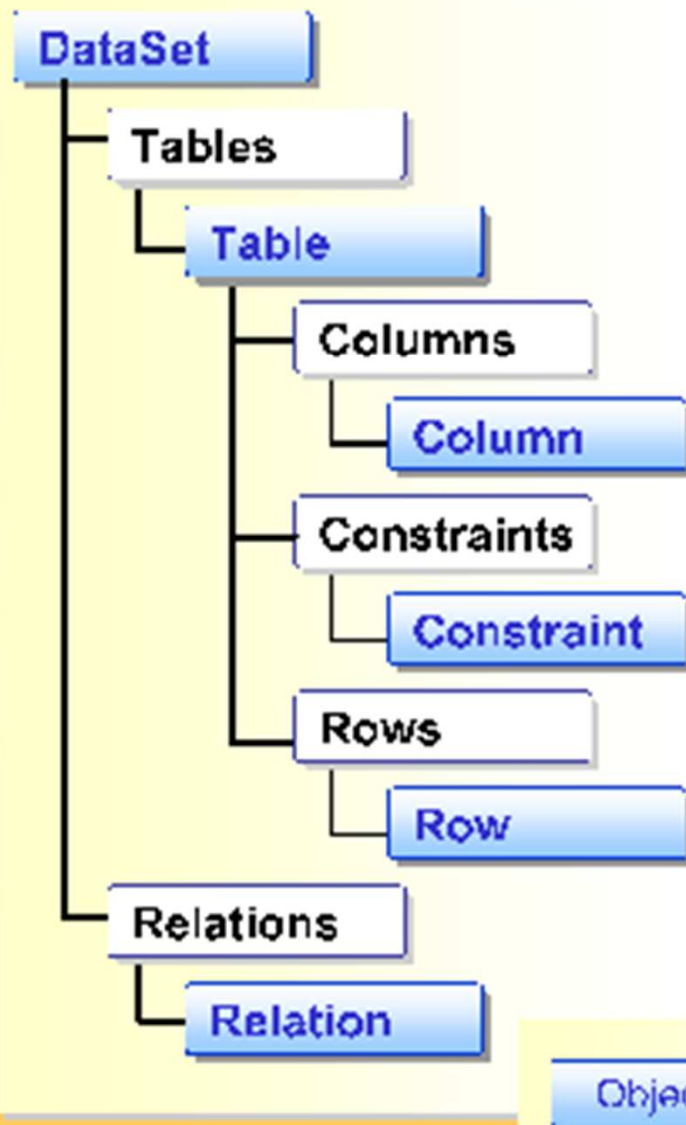 DataSet
Tables
Table
Columns
Column
Constraints
Constraint
Rows
Row
Relations
Relation